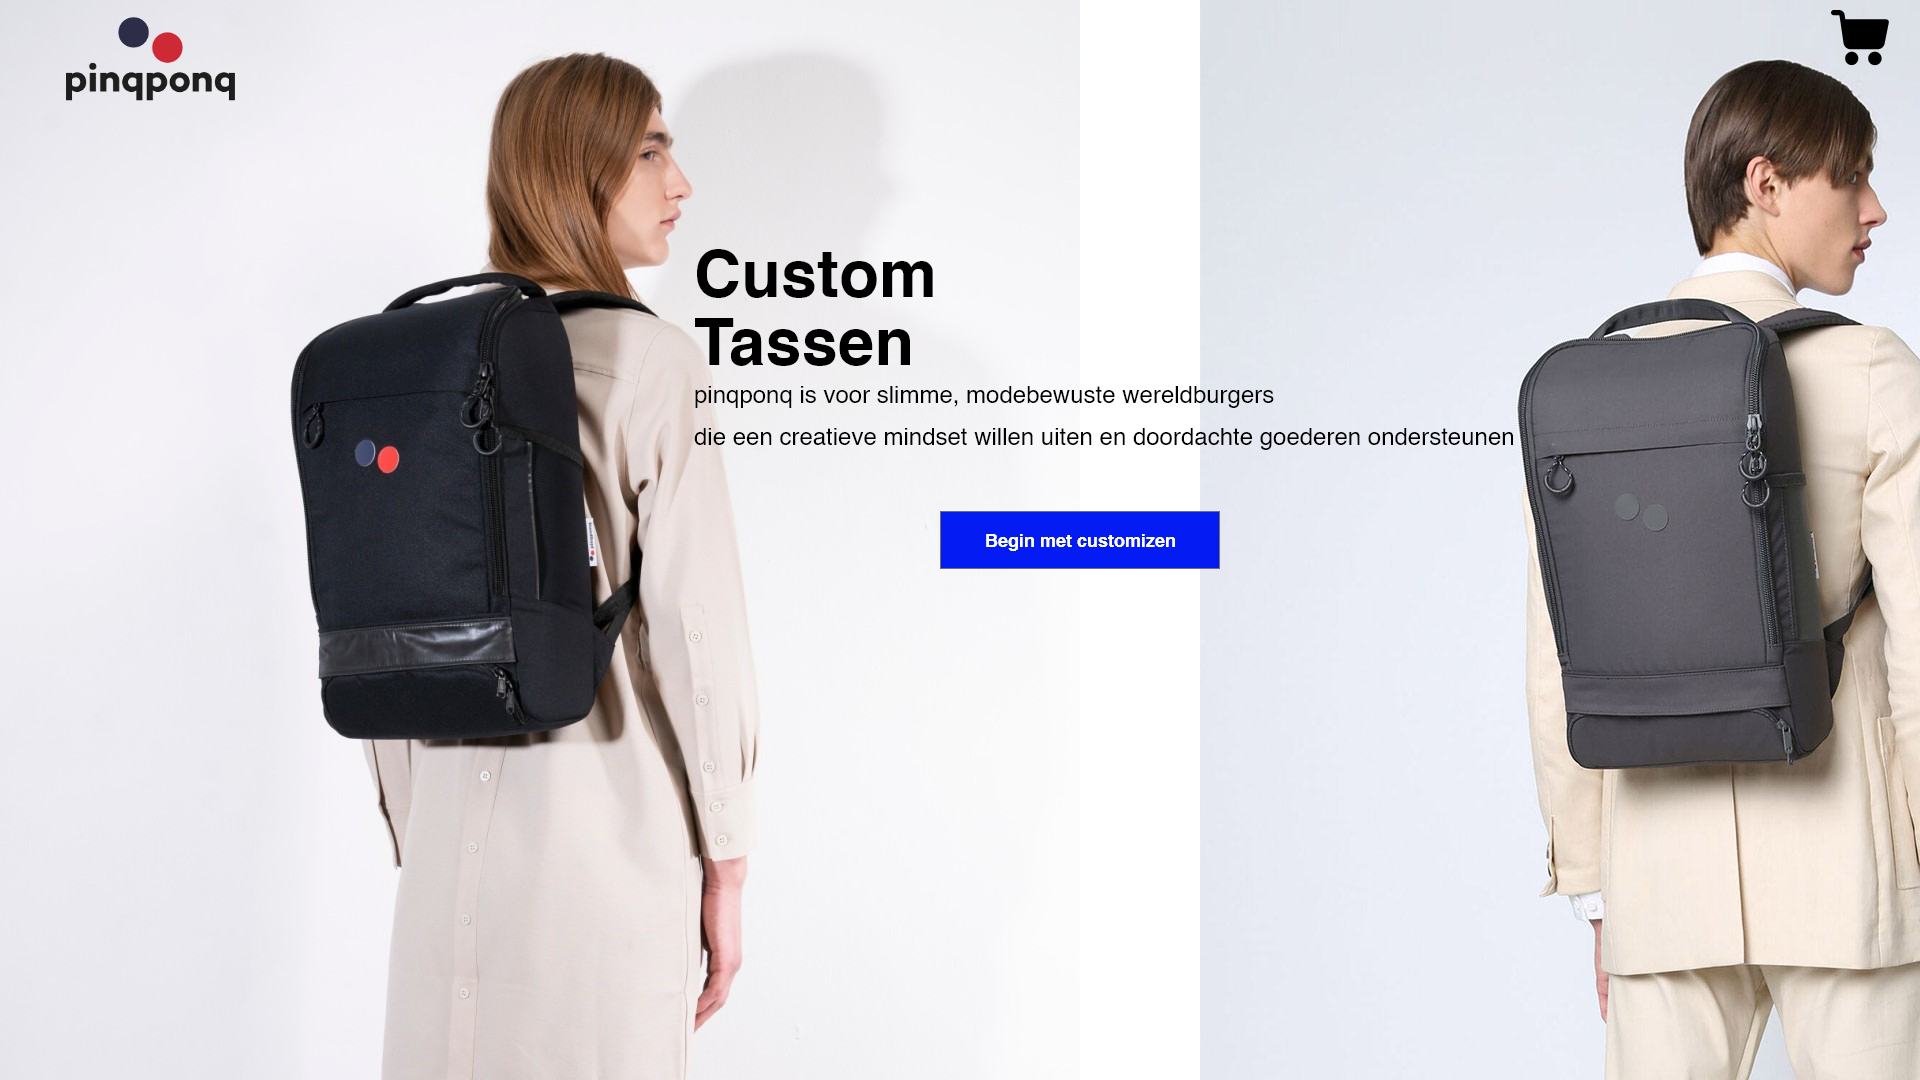 pinqponq
Custom
Tassen
pinqponq is voor slimme, modebewuste wereldburgers
die een creatieve mindset willen uiten en doordachte goederen ondersteunen
Begin met customizen